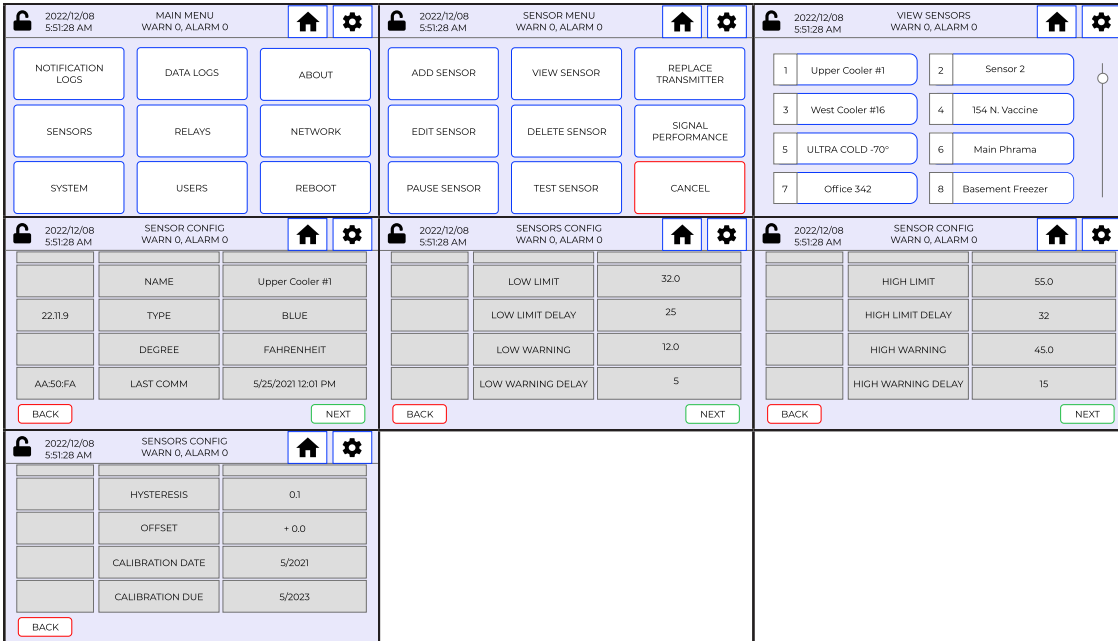 2022/12/08
5:51:28 AM
MAIN MENU
WARN 0, ALARM 0
NOTIFICATION
LOGS
DATA LOGS
ABOUT
SENSORS
RELAYS
NETWORK
SYSTEM
USERS
REBOOT
2022/12/08
5:51:28 AM
SENSOR MENU
WARN 0, ALARM 0
ADD SENSOR
VIEW SENSOR
REPLACE
TRANSMITTER
EDIT SENSOR
DELETE SENSOR
SIGNAL
PERFORMANCE
PAUSE SENSOR
TEST SENSOR
CANCEL
2022/12/08
5:51:28 AM
VIEW SENSORS
WARN 0, ALARM 0
1 Upper Cooler #1
2 Sensor 2
3 West Cooler #16
4 154 N. Vaccine
5 ULTRA COLD -70°
6 Main Phrama
7 Office 342
8 Basement Freezer
2022/12/08
5:51:28 AM
SENSOR CONFIG
WARN 0, ALARM 0
NAME Upper Cooler #1
22.11.9 TYPE BLUE
DEGREE FAHRENHEIT
AA:50:FA LAST COMM 5/25/2021 12:01 PM
BACK NEXT
2022/12/08
5:51:28 AM
SENSORS CONFIG
WARN 0, ALARM 0
LOW LIMIT 32.0
LOW LIMIT DELAY 25
LOW WARNING 12.0
LOW WARNING DELAY 5
BACK NEXT
2022/12/08
5:51:28 AM
SENSOR CONFIG
WARN 0, ALARM 0
HIGH LIMIT 55.0
HIGH LIMIT DELAY 32
HIGH WARNING 45.0
HIGH WARNING DELAY 15
BACK NEXT
2022/12/08
5:51:28 AM
SENSORS CONFIG
WARN 0, ALARM 0
HYSTERESIS 0.1
OFFSET + 0.0
CALIBRATION DATE 5/2021
CALIBRATION DUE 5/2023
BACK